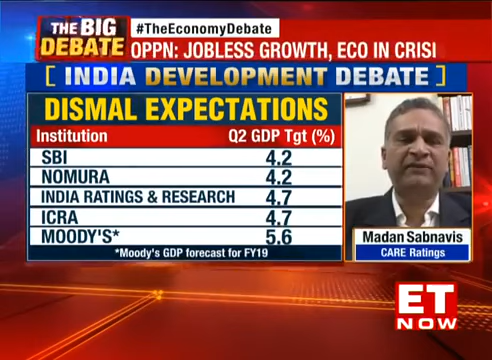 THE BIG
DEBATE
#TheEconomyDebate
OPPN: JOBLESS GROWTH, ECO IN CRISI
[ INDIA DEVELOPMENT DEBATE ]
DISMAL EXPECTATIONS
Institution Q2 GDP Tgt (%)
SBI 4.2
NOMURA 4.2
INDIA RATINGS & RESEARCH 4.7
ICRA 4.7
MOODY'S* 5.6
*Moody's GDP forecast for FY19
Madan Sabnavis
CARE Ratings
ET
NOW